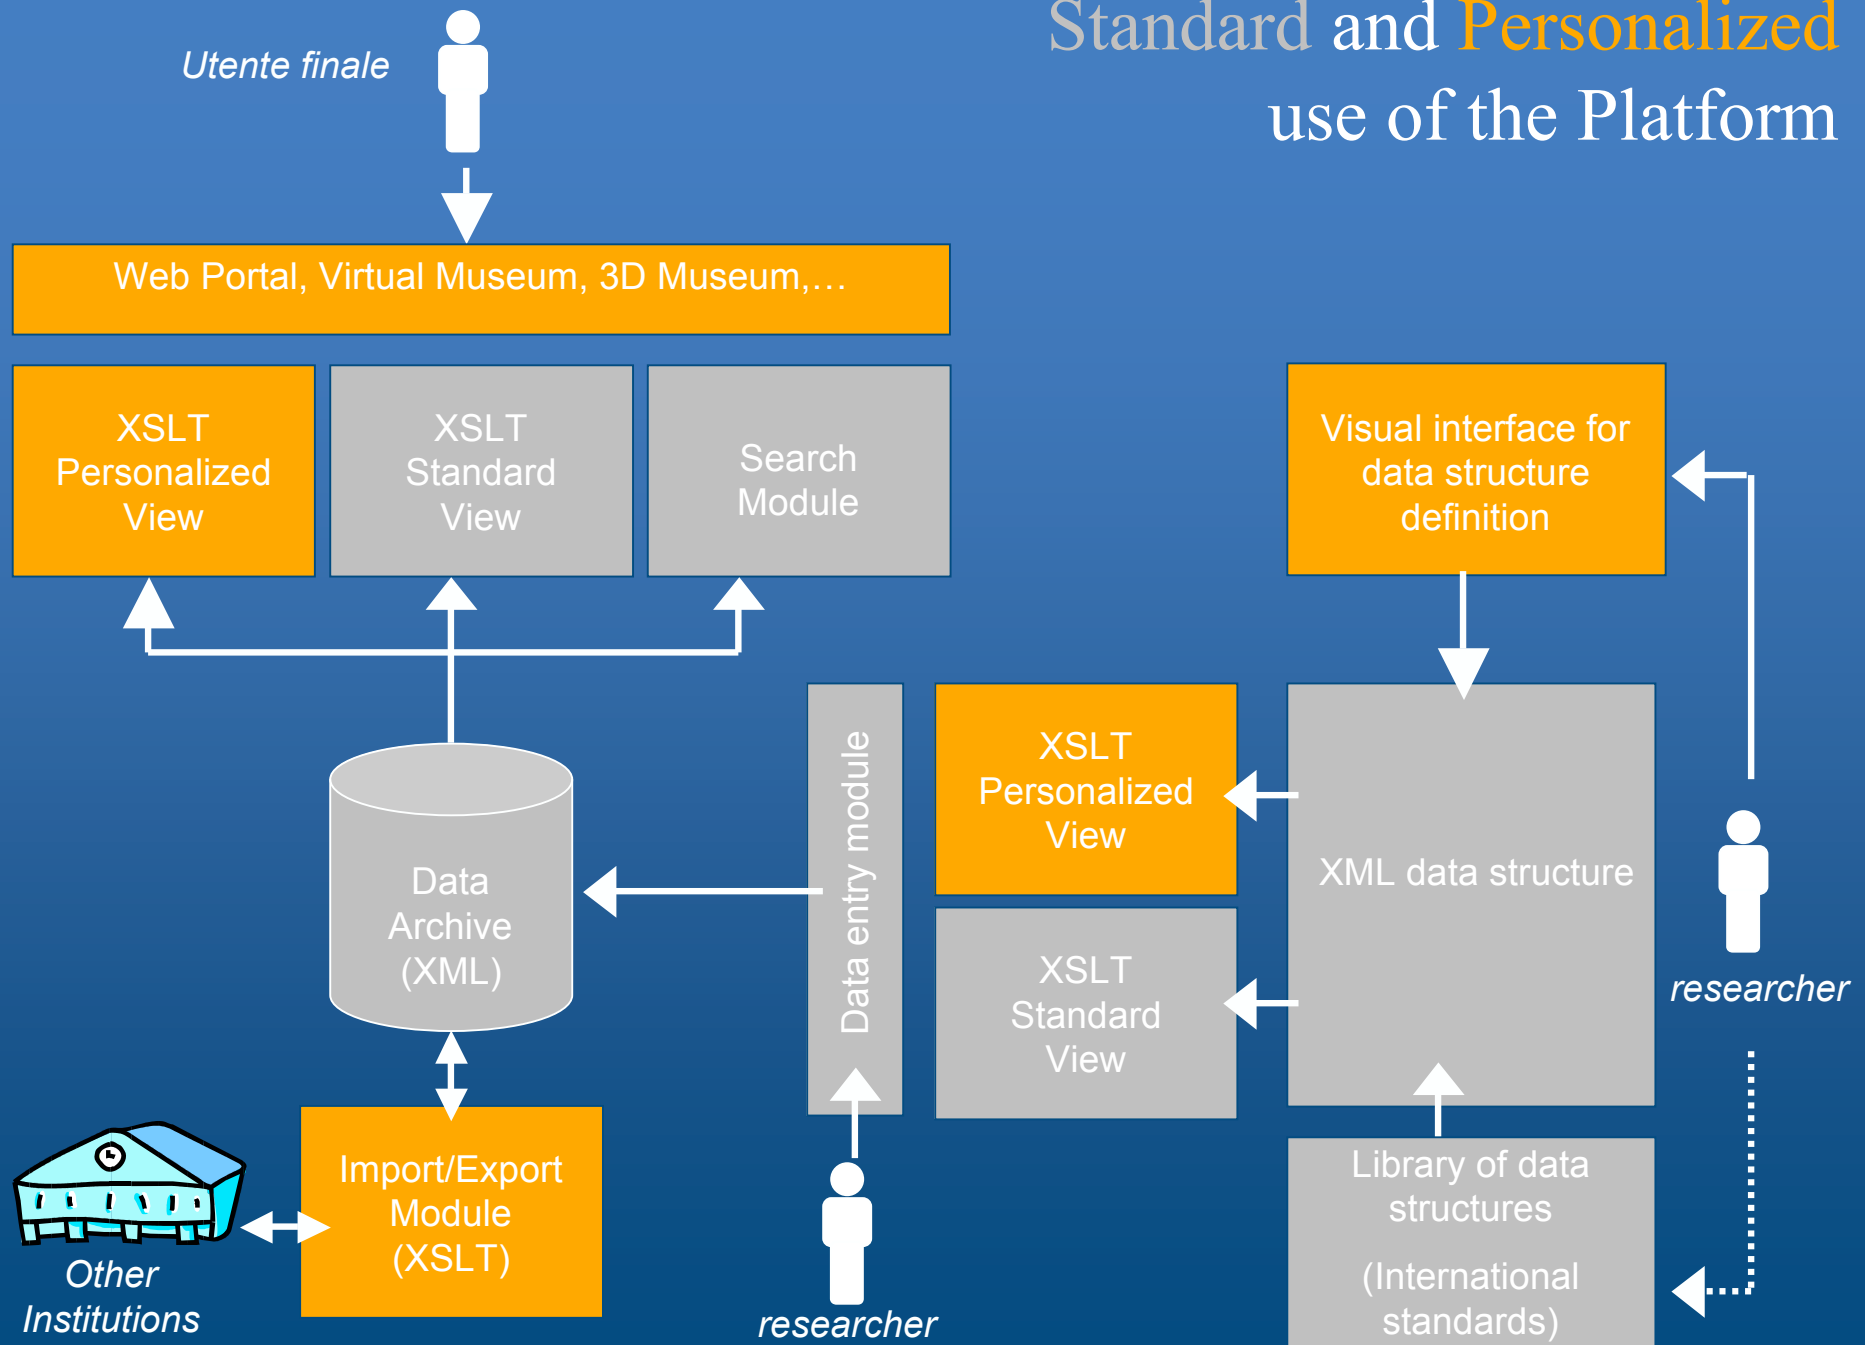 Standard and Personalized
use of the Platform
Utente finale
Web Portal, Virtual Museum, 3D Museum,…
XSLT
Personalized
View
XSLT
Standard
View
Search
Module
Visual interface for
data structure
definition
Data
Archive
(XML)
Data entry module
XSLT
Personalized
View
XSLT
Standard
View
XML data structure
researcher
Import/Export
Module
(XSLT)
Other
Institutions
researcher
Library of data
structures
(International
standards)